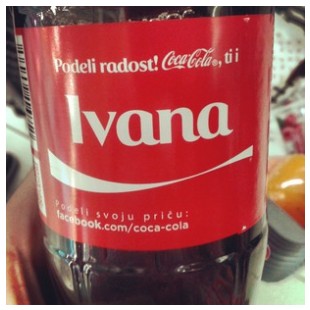 Podeli radost! Coca-Cola®, ti i
Ivana
Podeli svoju priču:
facebook.com/coca-cola